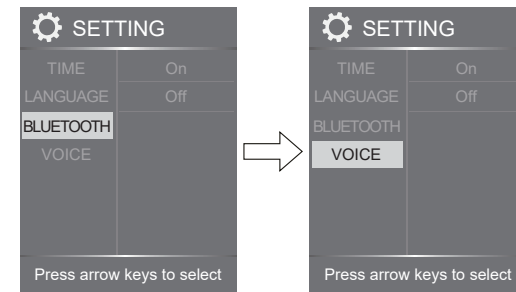 SETTING
TIME On
LANGUAGE Off
BLUETOOTH
VOICE
Press arrow keys to select
SETTING
TIME On
LANGUAGE Off
BLUETOOTH
VOICE
Press arrow keys to select